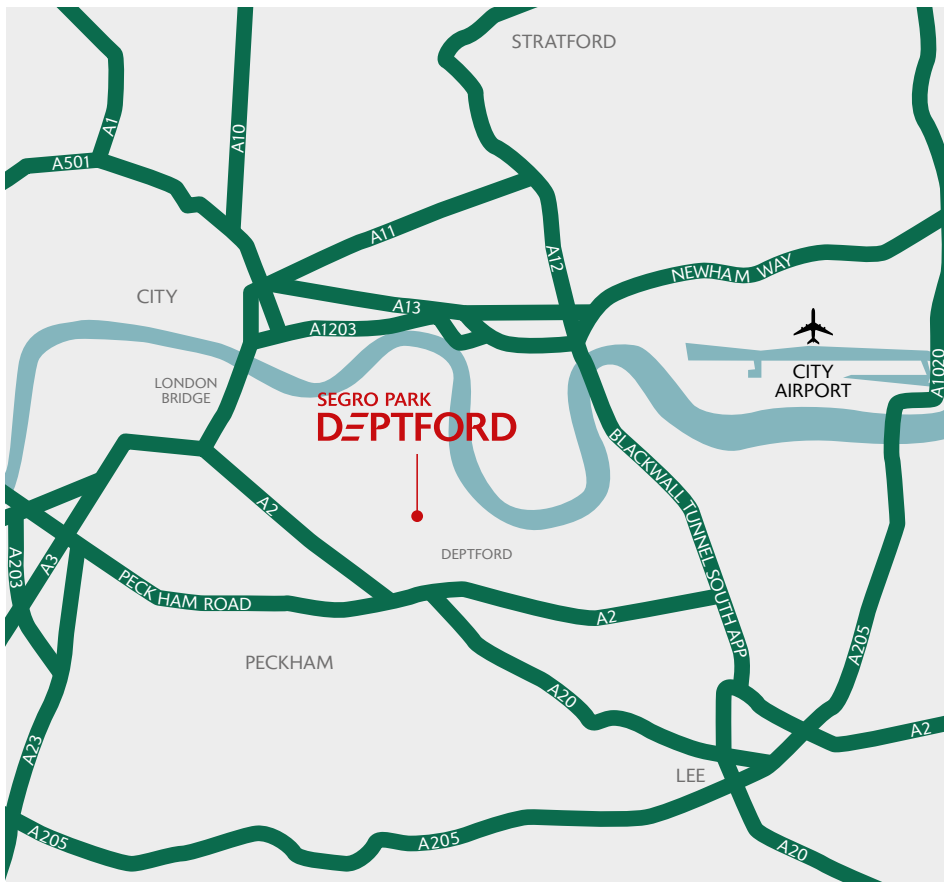 STRATFORD
A1
A10
A501
A11
A12
NEWHAM WAY
CITY
A13
A1203
CITY
AIRPORT
A1020
LONDON
BRIDGE
SEGRO PARK
DEPTFORD
BLACKWALL TUNNEL SOUTH APP
A2
A3
A203
DEPTFORD
PECKHAM ROAD
A2
A205
PECKHAM
A20
A2
A23
LEE
A205
A205
A20